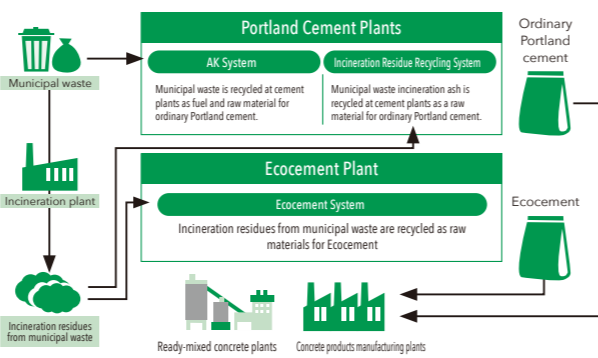 Portland Cement Plants
AK System
Municipal waste is recycled at cement
plants as fuel and raw material for
ordinary Portland cement.
Incineration Residue Recycling System
Municipal waste incineration ash is
recycled at cement plants as a raw
material for ordinary Portland cement.
Ordinary
Portland
cement
Municipal waste
Incineration plant
Incineration residues
from municipal waste
Ecocement Plant
Ecocement System
Incineration residues from municipal waste are recycled as raw
materials for Ecocement
Ecocement
Ready-mixed concrete plants
Concrete products manufacturing plants